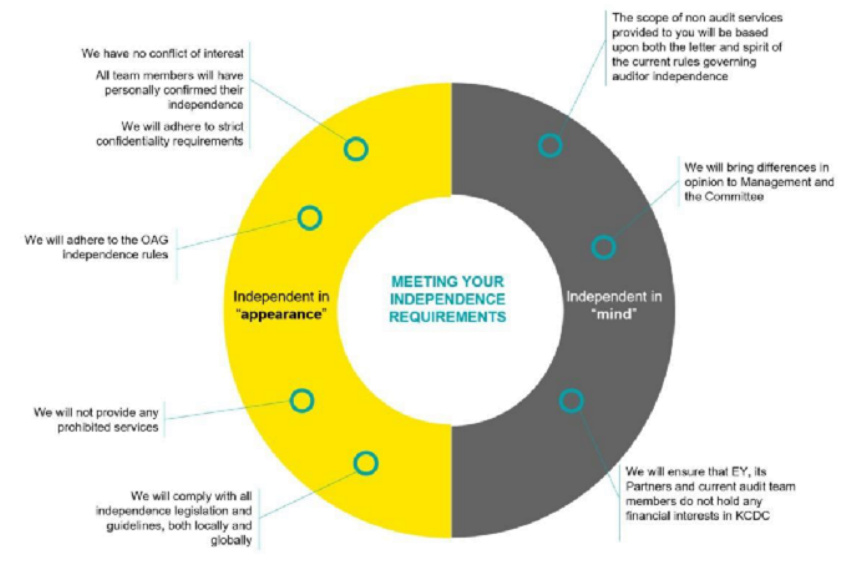 We have no conflict of interest
All team members will have
personally confirmed their
independence
We will adhere to strict
confidentiality requirements
We will adhere to the OAG
independence rules
Independent in
"appearance"
We will not provide any
prohibited services
We will comply with all
independence legislation and
guidelines, both locally and
globally
MEETING YOUR
INDEPENDENCE
REQUIREMENTS
The scope of non audit services
provided to you will be based
upon both the letter and spirit of
the current rules governing
auditor independence
We will bring differences in
opinion to Management and
the Committee
Independent in
"mind"
We will ensure that EY, its
Partners and current audit team
members do not hold any
financial interests in KCDC